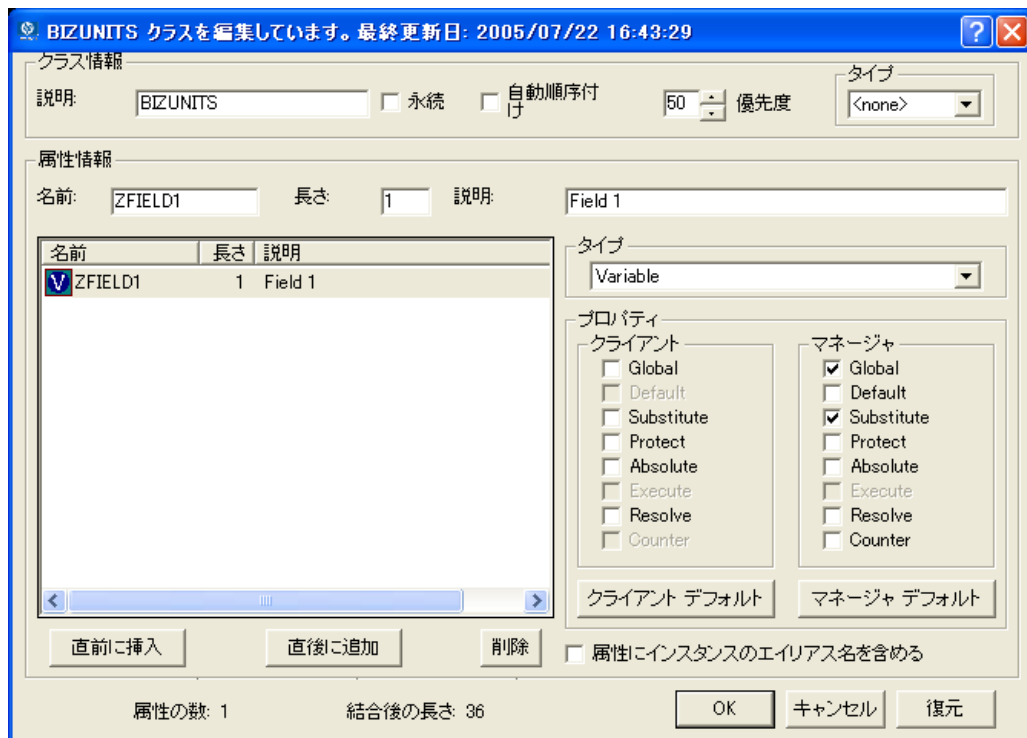 BIZUNITS クラスを編集しています。最終更新日: 2005/07/22 16:43:29
クラス情報
説明: BIZUNITS 永続 自動順序付け 50 優先度
タイプ
<none>
属性情報
名前: ZFIELD1 長さ: 1 説明: Field 1
名前 長さ 説明
V ZFIELD1 1 Field 1
タイプ
Variable
プロパティ
クライアント
Global
Default
Substitute
Protect
Absolute
Execute
Resolve
Counter
クライアント デフォルト
マネージャ
Global
Default
Substitute
Protect
Absolute
Execute
Resolve
Counter
マネージャ デフォルト
直前に挿入 直後に追加 削除
属性にインスタンスのエイリアス名を含める
属性の数: 1 結合後の長さ: 36
OK キャンセル 復元